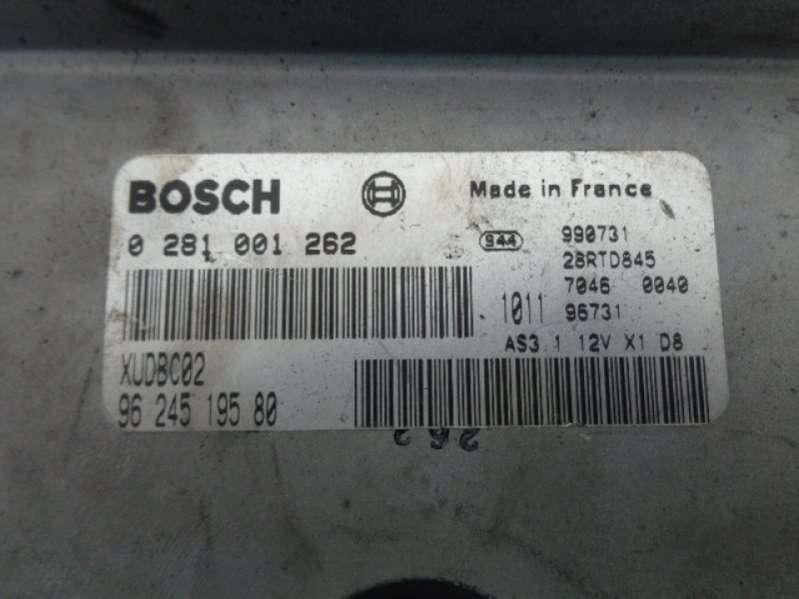 BOSCH
Made in France
0 281 001 262
944
990731
28RTD845
7046 0040
1011 96731
AS3.1 12V X1 D8
XUDBC02
96 245 195 80
262